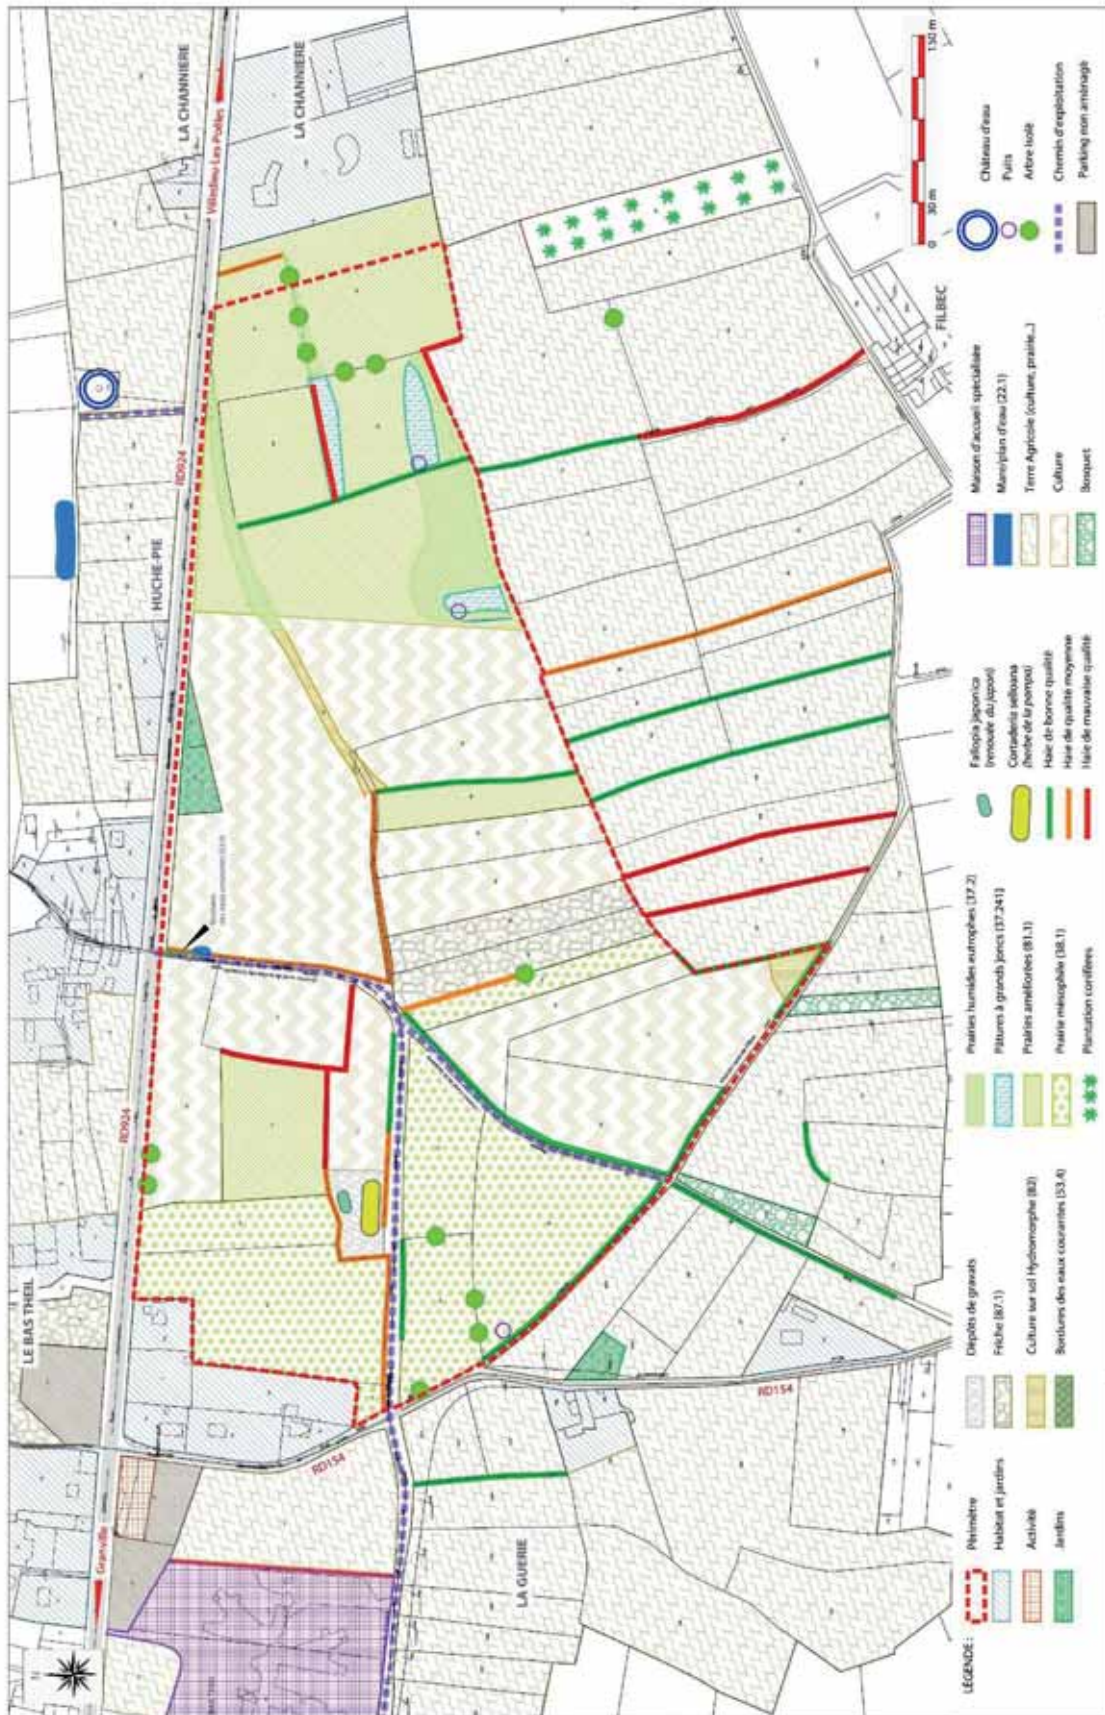 LE BAS THEIL
HUCHE-PIE
LA CHANNIERE
LA CHANNIERE
Granville
RD924
RD924
Villedieu-Les-Poêles
RD154
RD154
LA GUERIE
FILBEC
N
0
30 m
150 m
LÉGENDE :
Périmètre
Habitat et jardins
Activité
Jardins
Dépôts de gravats
Friche (87.1)
Culture sur sol Hydromorphe (82)
Bordures des eaux courantes (53.4)
Prairies humides eutrophes (37.2)
Pâtures à grands joncs (37.241)
Prairies améliorées (81.1)
Prairie mésophile (38.1)
Plantation conifères
Fallopia japonica
(renouée du japon)
Cortaderia selloana
(herbe de la pampa)
Haie de bonne qualité
Haie de qualité moyenne
Haie de mauvaise qualité
Maison d'accueil spécialisée
Mare/plan d'eau (22.1)
Terre Agricole (culture, prairie...)
Culture
Bosquet
Château d'eau
Puits
Arbre isolé
Chemin d'exploitation
Parking non aménagé